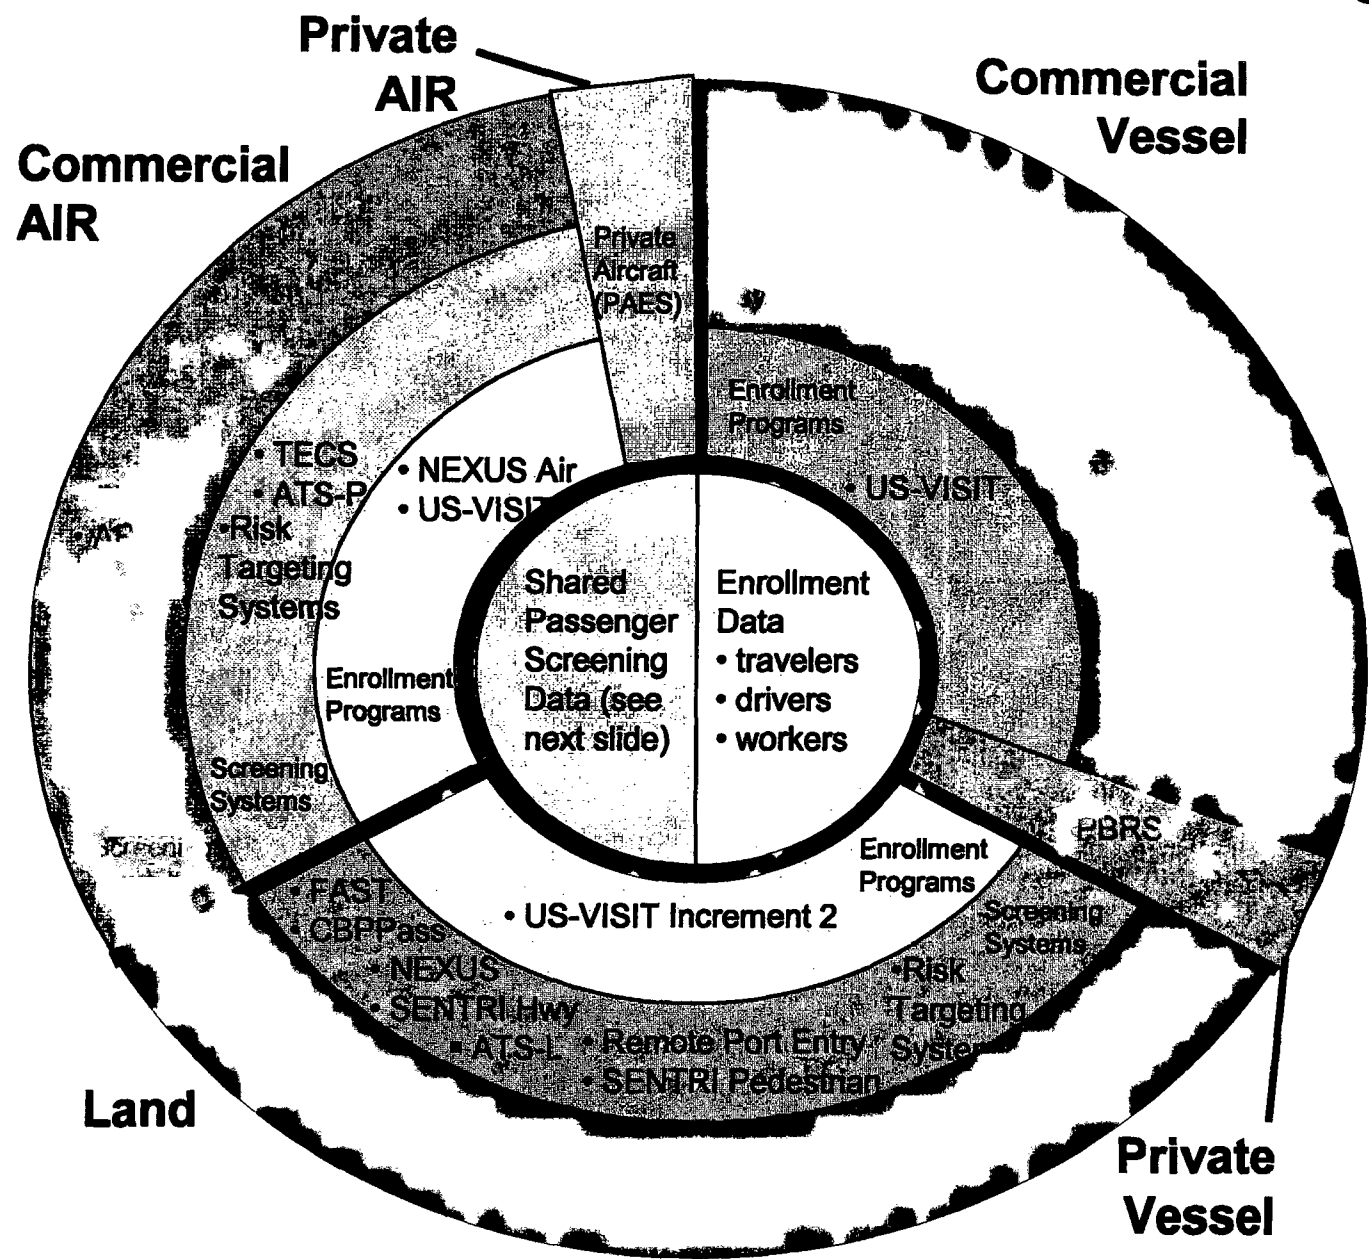 Private
AIR
Commercial
Vessel
Commercial
AIR
Private
Aircraft
(PAES)
Enrollment
Programs
• US-VISIT
• TECS
• ATS-P
•Risk
Targeting
Systems
• NEXUS Air
• US-VISIT
Enrollment
Programs
Screening
Systems
Shared
Passenger
Screening
Data (see
next slide)
Enrollment
Data
• travelers
• drivers
• workers
PBRS
Enrollment
Programs
• US-VISIT Increment 2
Screening
Systems
• FAST
• CBPPass
• NEXUS
• SENTRI Hwy
• ATS-L
• Remote Port Entry
• SENTRI Pedestrian
•Risk
Targeting
Land
Private
Vessel